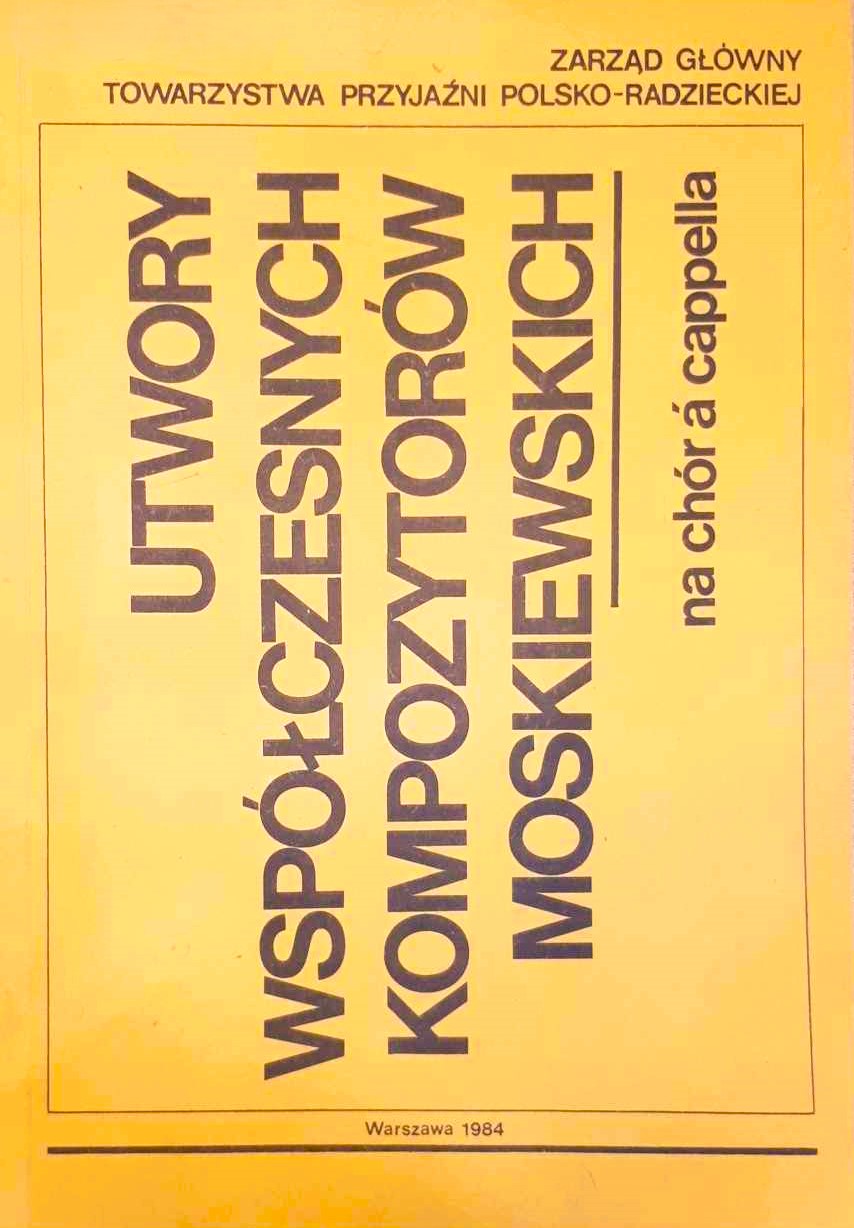 ZARZĄD GŁÓWNY
TOWARZYSTWA PRZYJAŹNI POLSKO-RADZIECKIEJ
UTWORY
WSPÓŁCZESNYCH
KOMPOZYTORÓW
MOSKIEWSKICH
na chór á cappella
Warszawa 1984